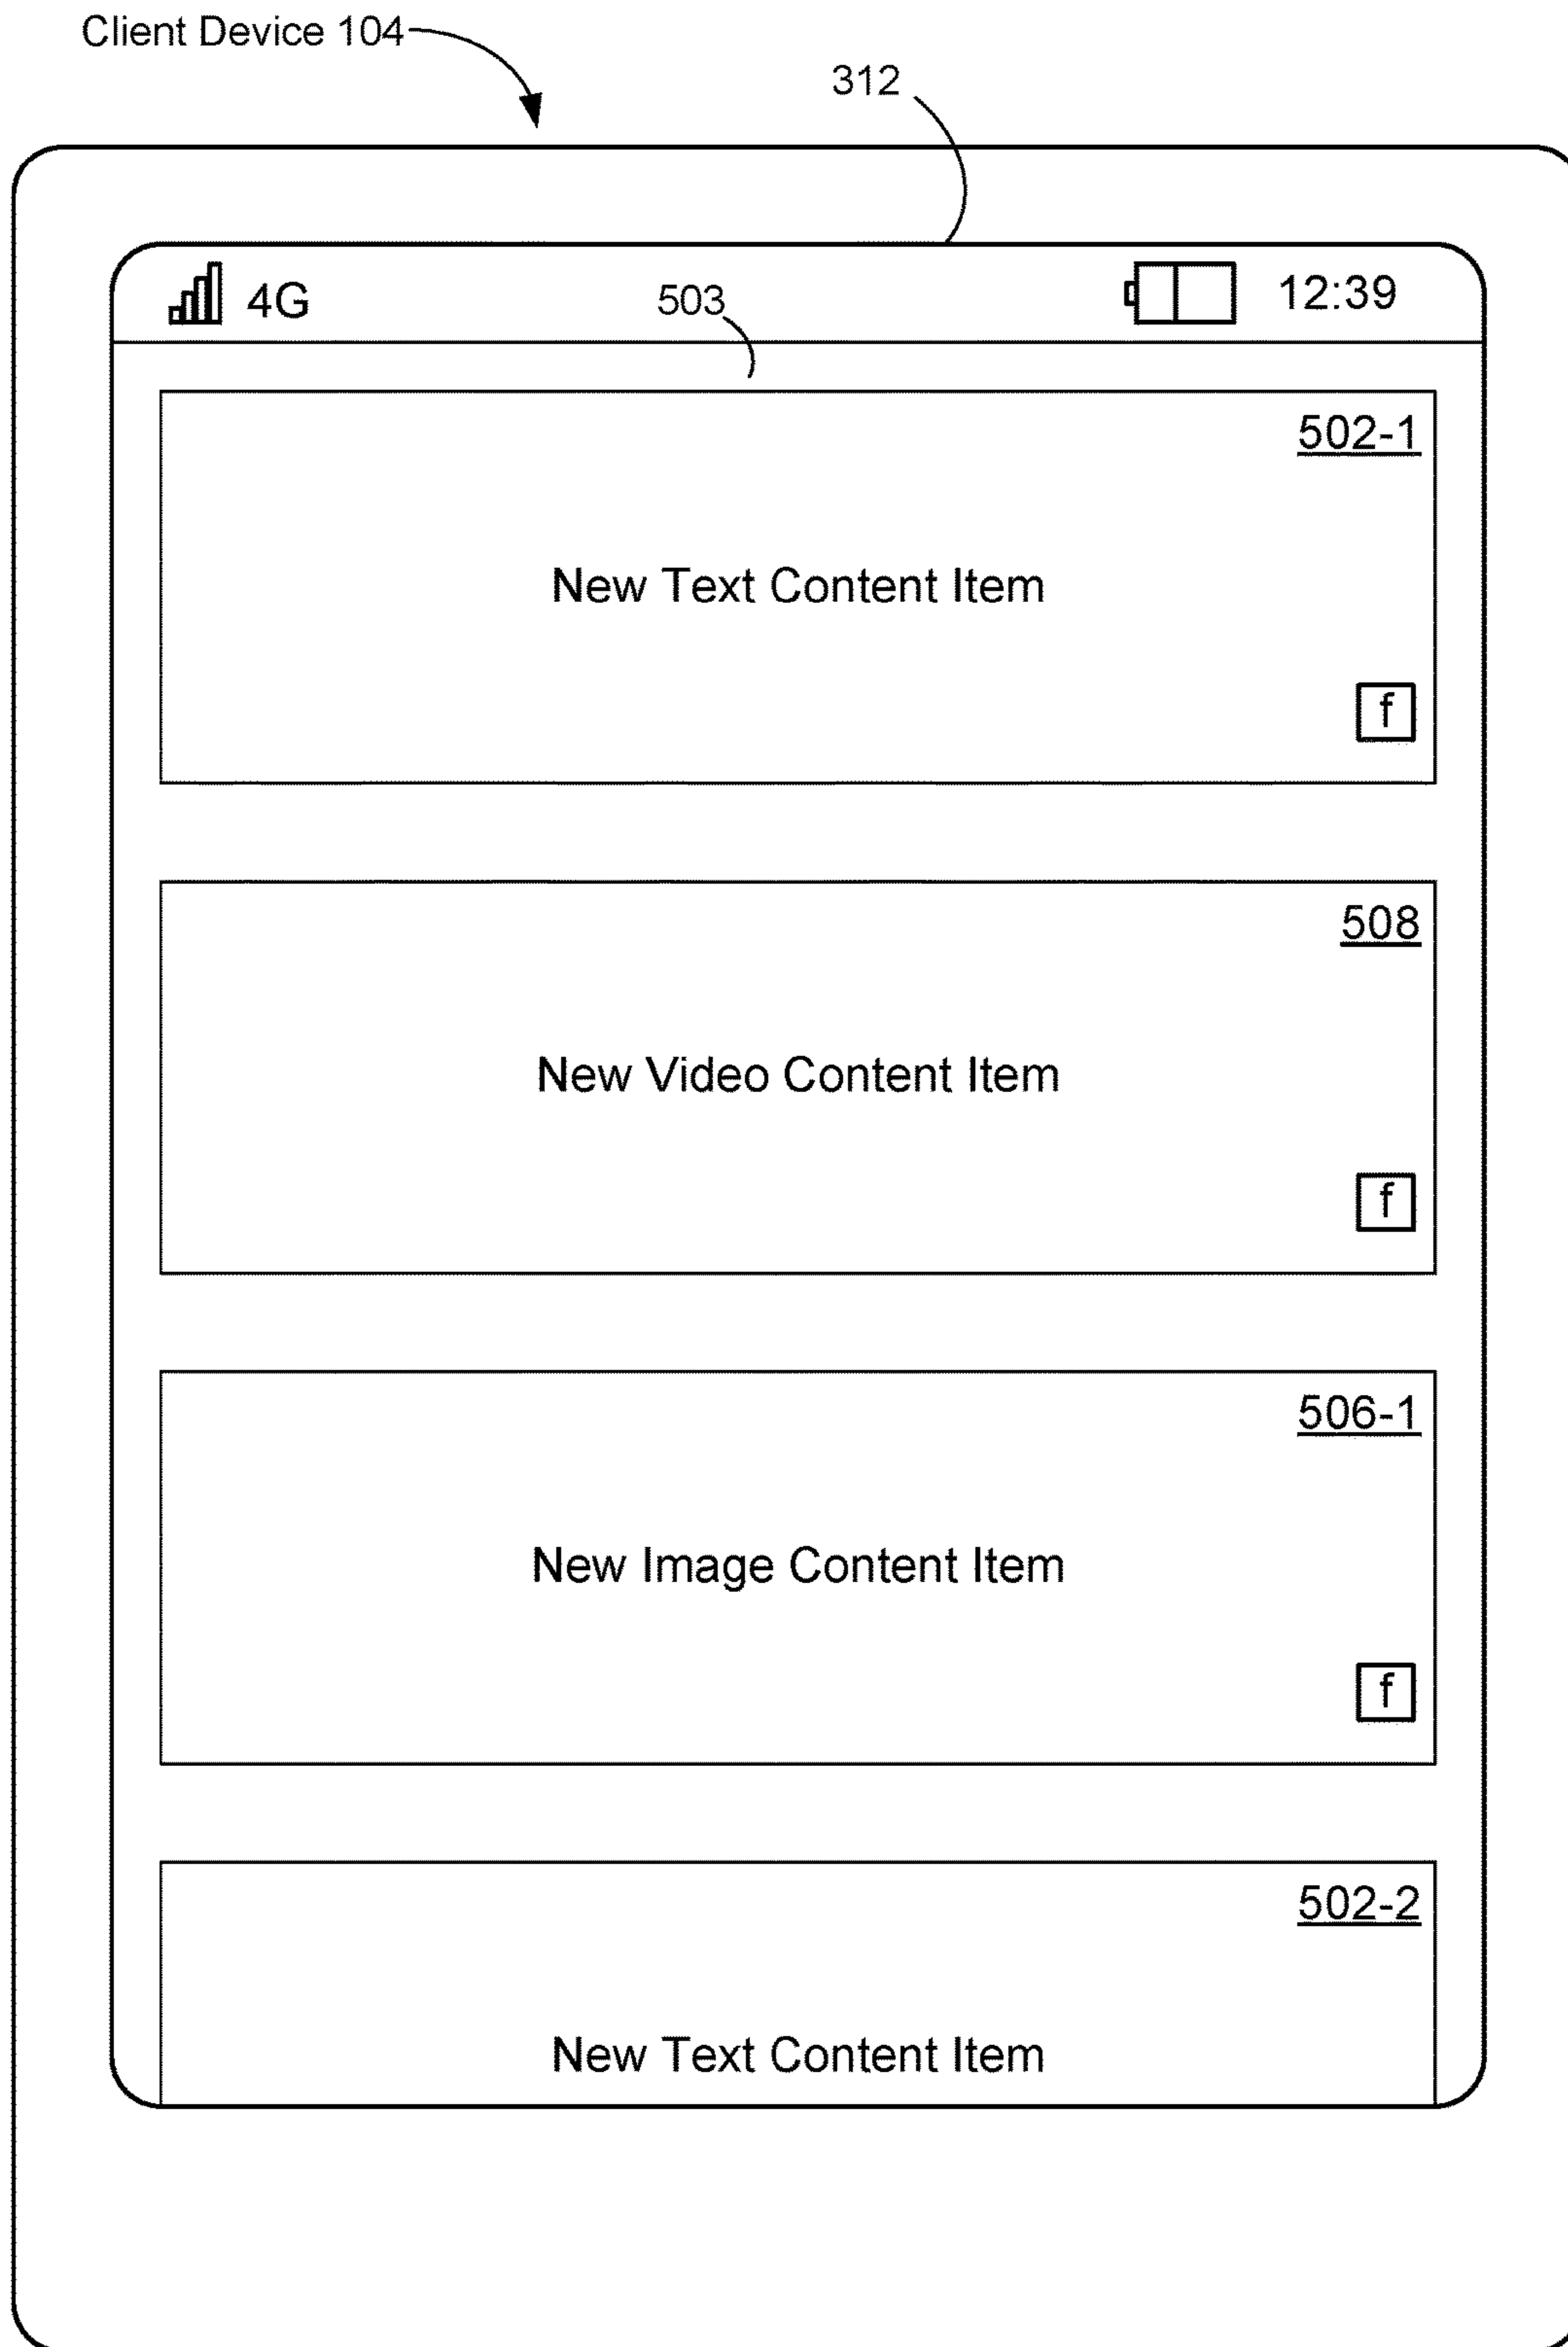 Client Device 104
312
4G
503
12:39
502-1
New Text Content Item
f
508
New Video Content Item
f
506-1
New Image Content Item
f
502-2
New Text Content Item